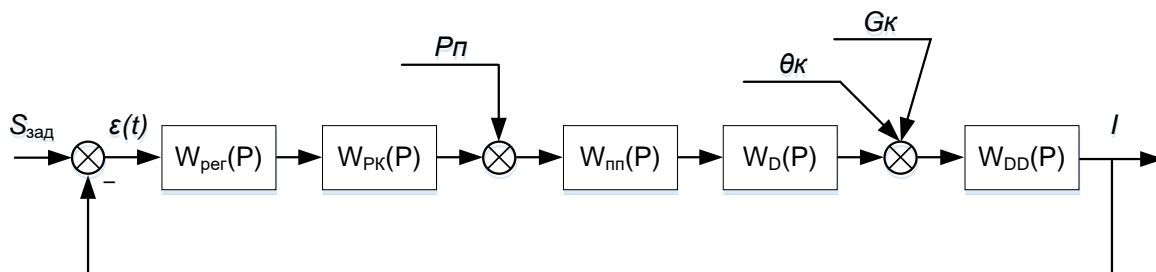 Gк
Pп
θк
Sзад
ε(t)
I
Wрег(P)
WРК(P)
Wпп(P)
WD(P)
WDD(P)
−